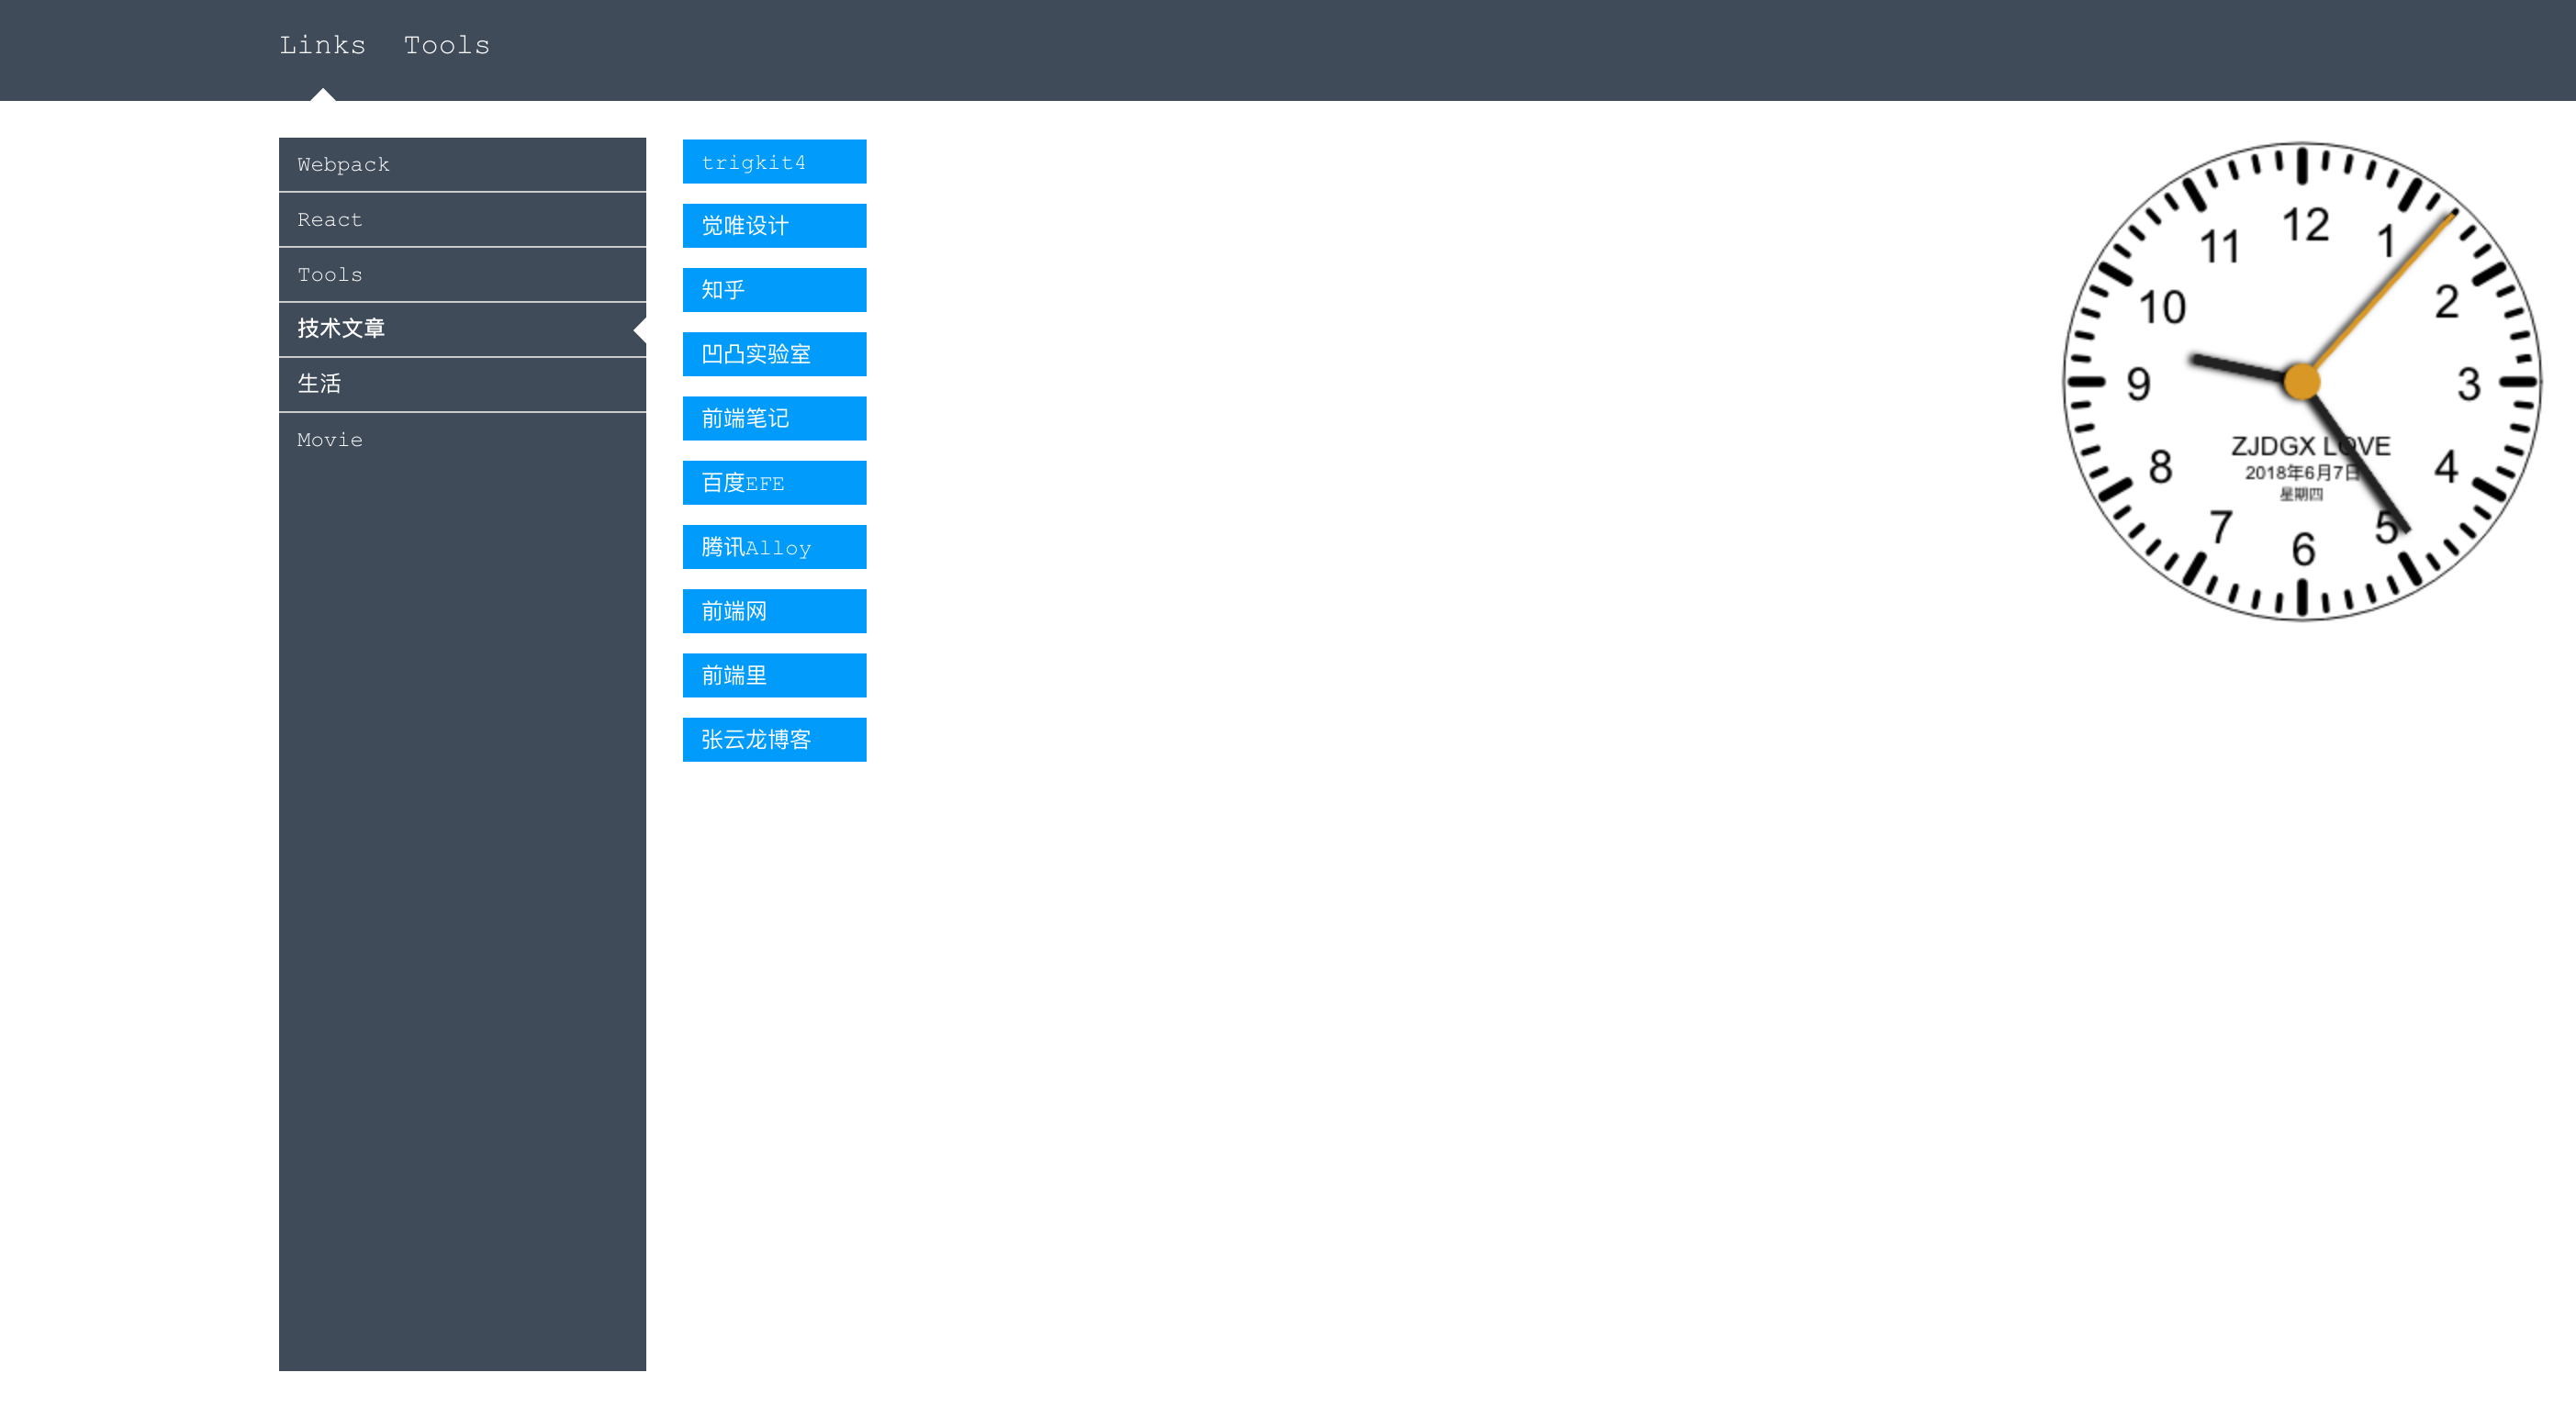 Links Tools
Webpack
React
Tools
技术文章
生活
Movie
trigkit4
觉唯设计
知乎
凹凸实验室
前端笔记
百度EFE
腾讯Alloy
前端网
前端里
张云龙博客
12
1
2
3
4
5
6
7
8
9
10
11
ZJDGX LOVE
2018年6月7日
星期四